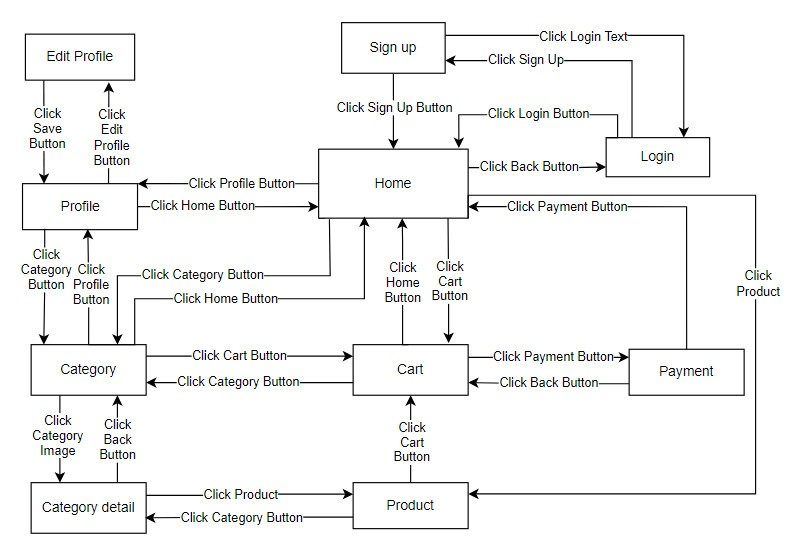 Sign up
Click Login Text
Edit Profile
Click Sign Up
Click
Save
Button
Click
Edit
Profile
Button
Click Sign Up Button
Click Login Button
Login
Click Back Button
Home
Click Profile Button
Profile
Click Home Button
Click Payment Button
Click
Category
Button
Click
Profile
Button
Click Category Button
Click Home Button
Click
Home
Button
Click
Cart
Button
Click
Product
Category
Click Cart Button
Click Category Button
Cart
Click Payment Button
Click Back Button
Payment
Click
Category
Image
Click
Back
Button
Click
Cart
Button
Category detail
Click Product
Click Category Button
Product